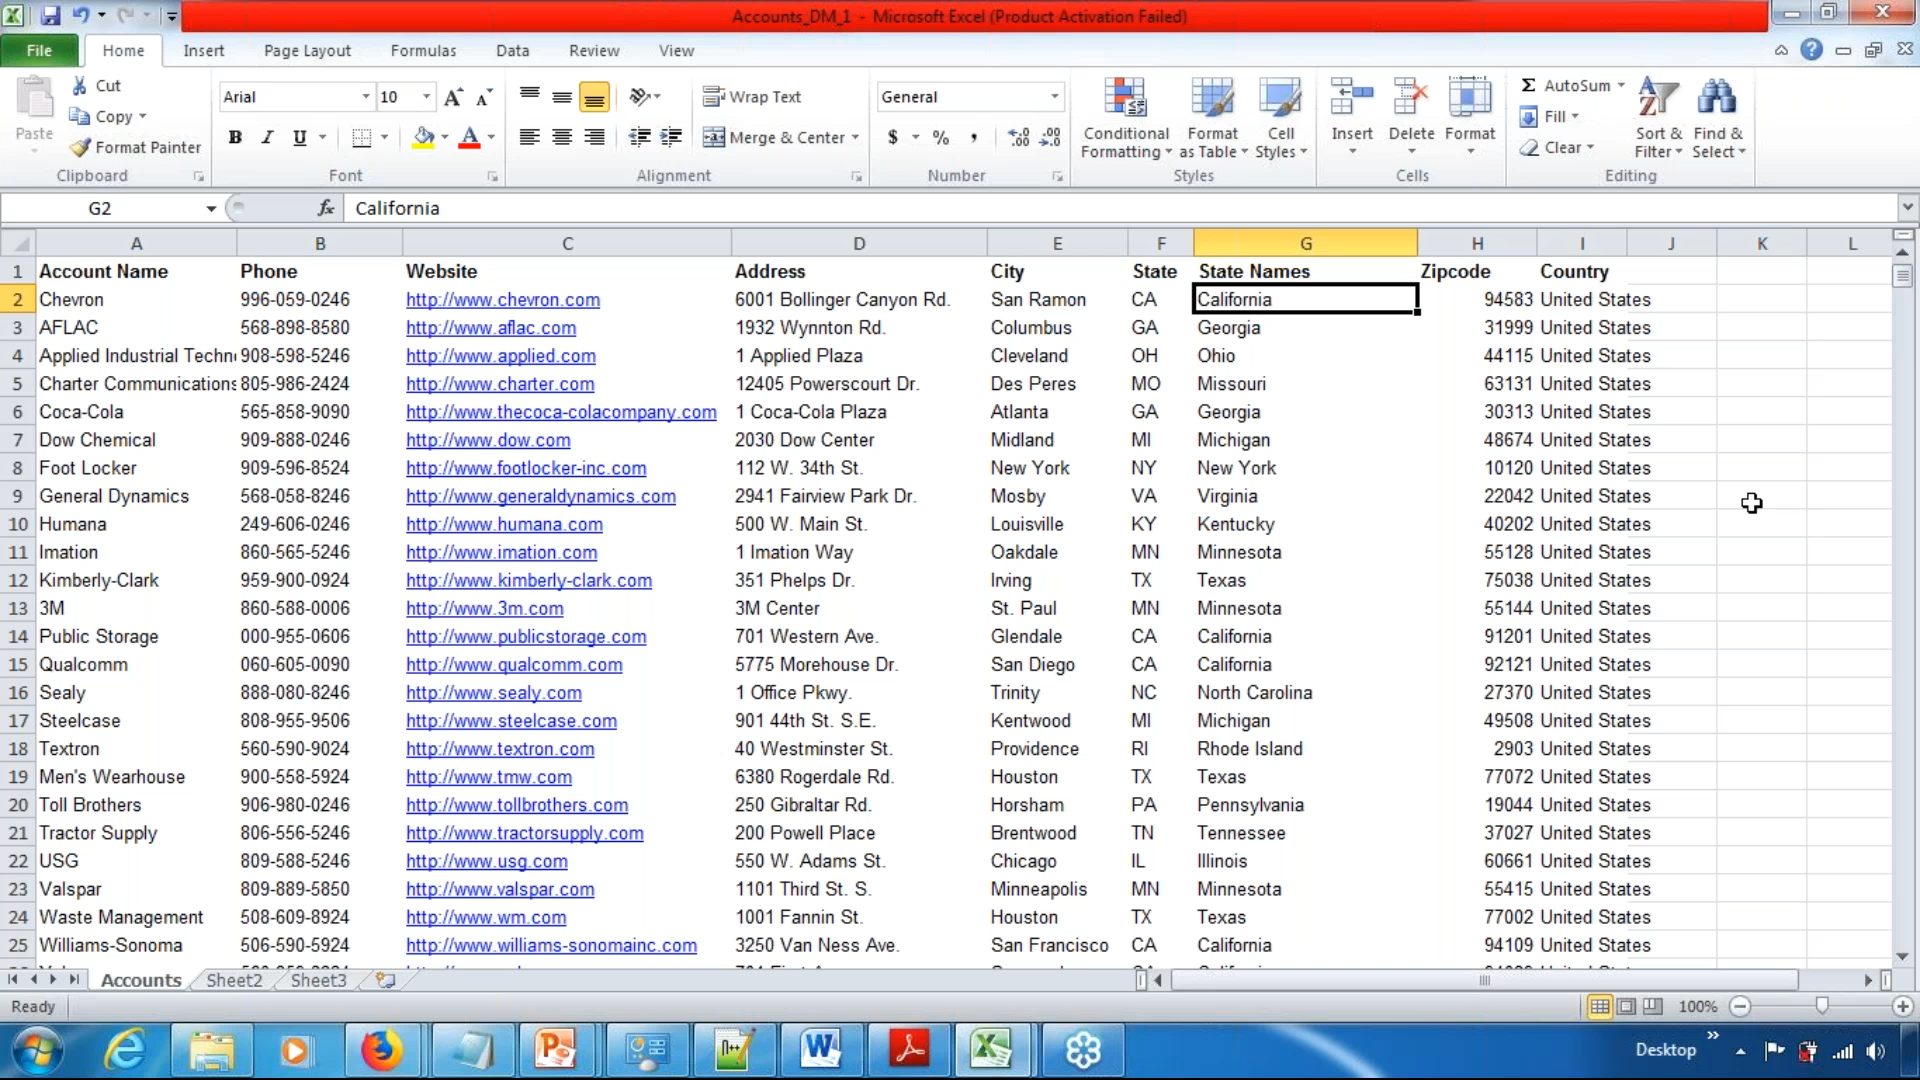 Accounts_DM_1 - Microsoft Excel (Product Activation Failed)
File Home Insert Page Layout Formulas Data Review View
Cut
Copy
Format Painter
Paste
Clipboard
Arial 10
B I U
Font
Wrap Text
Merge & Center
Alignment
General
$ % ,
Number
Conditional Formatting
Format as Table
Cell Styles
Styles
Insert Delete Format
Cells
AutoSum
Fill
Clear
Sort & Filter
Find & Select
Editing
G2 fx California
A B C D E F G H I J K L
1 Account Name Phone Website Address City State State Names Zipcode Country
2 Chevron 996-059-0246 http://www.chevron.com 6001 Bollinger Canyon Rd. San Ramon CA California 94583 United States
3 AFLAC 568-898-8580 http://www.aflac.com 1932 Wynnton Rd. Columbus GA Georgia 31999 United States
4 Applied Industrial Techn 908-598-5246 http://www.applied.com 1 Applied Plaza Cleveland OH Ohio 44115 United States
5 Charter Communications 805-986-2424 http://www.charter.com 12405 Powerscourt Dr. Des Peres MO Missouri 63131 United States
6 Coca-Cola 565-858-9090 http://www.thecoca-colacompany.com 1 Coca-Cola Plaza Atlanta GA Georgia 30313 United States
7 Dow Chemical 909-888-0246 http://www.dow.com 2030 Dow Center Midland MI Michigan 48674 United States
8 Foot Locker 909-596-8524 http://www.footlocker-inc.com 112 W. 34th St. New York NY New York 10120 United States
9 General Dynamics 568-058-8246 http://www.generaldynamics.com 2941 Fairview Park Dr. Mosby VA Virginia 22042 United States
10 Humana 249-606-0246 http://www.humana.com 500 W. Main St. Louisville KY Kentucky 40202 United States
11 Imation 860-565-5246 http://www.imation.com 1 Imation Way Oakdale MN Minnesota 55128 United States
12 Kimberly-Clark 959-900-0924 http://www.kimberly-clark.com 351 Phelps Dr. Irving TX Texas 75038 United States
13 3M 860-588-0006 http://www.3m.com 3M Center St. Paul MN Minnesota 55144 United States
14 Public Storage 000-955-0606 http://www.publicstorage.com 701 Western Ave. Glendale CA California 91201 United States
15 Qualcomm 060-605-0090 http://www.qualcomm.com 5775 Morehouse Dr. San Diego CA California 92121 United States
16 Sealy 888-080-8246 http://www.sealy.com 1 Office Pkwy. Trinity NC North Carolina 27370 United States
17 Steelcase 808-955-9506 http://www.steelcase.com 901 44th St. S.E. Kentwood MI Michigan 49508 United States
18 Textron 560-590-9024 http://www.textron.com 40 Westminster St. Providence RI Rhode Island 2903 United States
19 Men's Wearhouse 900-558-5924 http://www.tmw.com 6380 Rogerdale Rd. Houston TX Texas 77072 United States
20 Toll Brothers 906-980-0246 http://www.tollbrothers.com 250 Gibraltar Rd. Horsham PA Pennsylvania 19044 United States
21 Tractor Supply 806-556-5246 http://www.tractorsupply.com 200 Powell Place Brentwood TN Tennessee 37027 United States
22 USG 809-588-5246 http://www.usg.com 550 W. Adams St. Chicago IL Illinois 60661 United States
23 Valspar 809-889-5850 http://www.valspar.com 1101 Third St. S. Minneapolis MN Minnesota 55415 United States
24 Waste Management 508-609-8924 http://www.wm.com 1001 Fannin St. Houston TX Texas 77002 United States
25 Williams-Sonoma 506-590-5924 http://www.williams-sonomainc.com 3250 Van Ness Ave. San Francisco CA California 94109 United States
Accounts Sheet2 Sheet3
Ready 100%
Desktop